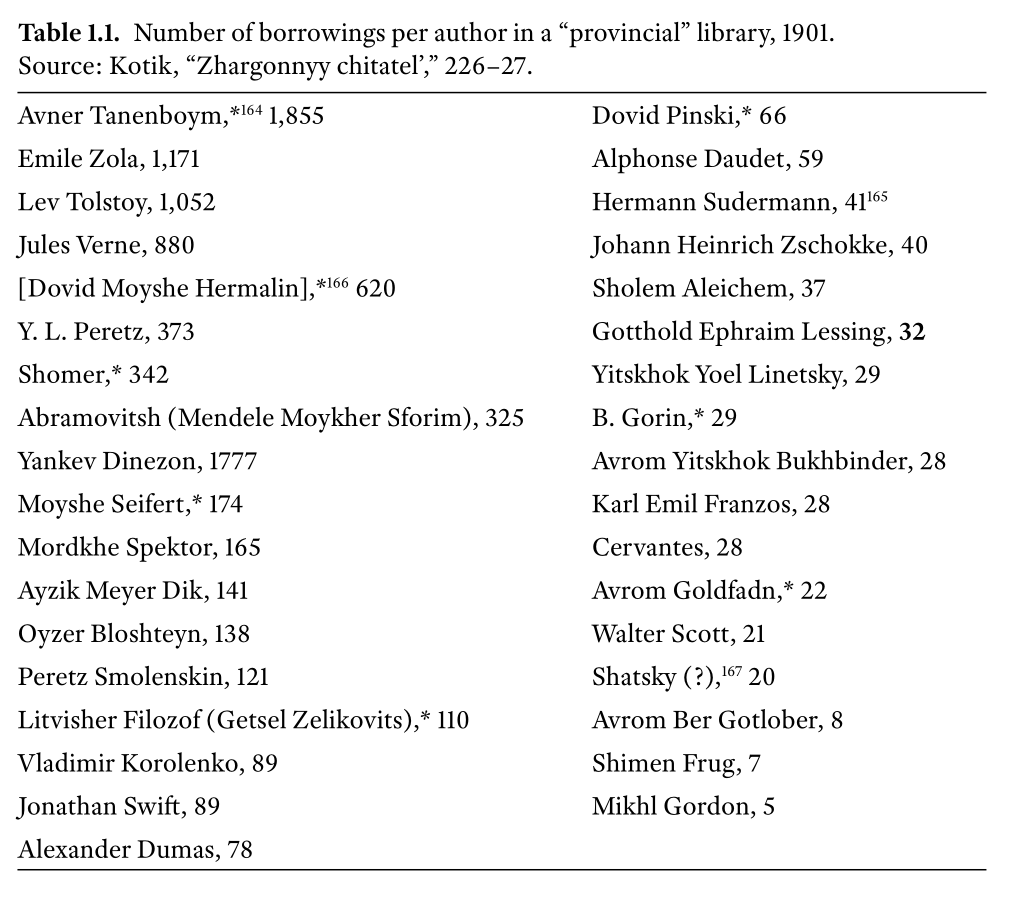 Table 1.1. Number of borrowings per author in a “provincial” library, 1901.
Source: Kotik, “Zhargonnyy chitatel’,” 226–27.
Avner Tanenboym,*164 1,855
Emile Zola, 1,171
Lev Tolstoy, 1,052
Jules Verne, 880
[Dovid Moyshe Hermalin],*166 620
Y. L. Peretz, 373
Shomer,* 342
Abramovitsh (Mendele Moykher Sforim), 325
Yankev Dinezon, 1777
Moyshe Seifert,* 174
Mordkhe Spektor, 165
Ayzik Meyer Dik, 141
Oyzer Bloshteyn, 138
Peretz Smolenskin, 121
Litvisher Filozof (Getsel Zelikovits),* 110
Vladimir Korolenko, 89
Jonathan Swift, 89
Alexander Dumas, 78
Dovid Pinski,* 66
Alphonse Daudet, 59
Hermann Sudermann, 41165
Johann Heinrich Zschokke, 40
Sholem Aleichem, 37
Gotthold Ephraim Lessing, 32
Yitskhok Yoel Linetsky, 29
B. Gorin,* 29
Avrom Yitskhok Bukhbinder, 28
Karl Emil Franzos, 28
Cervantes, 28
Avrom Goldfadn,* 22
Walter Scott, 21
Shatsky (?),167 20
Avrom Ber Gotlober, 8
Shimen Frug, 7
Mikhl Gordon, 5